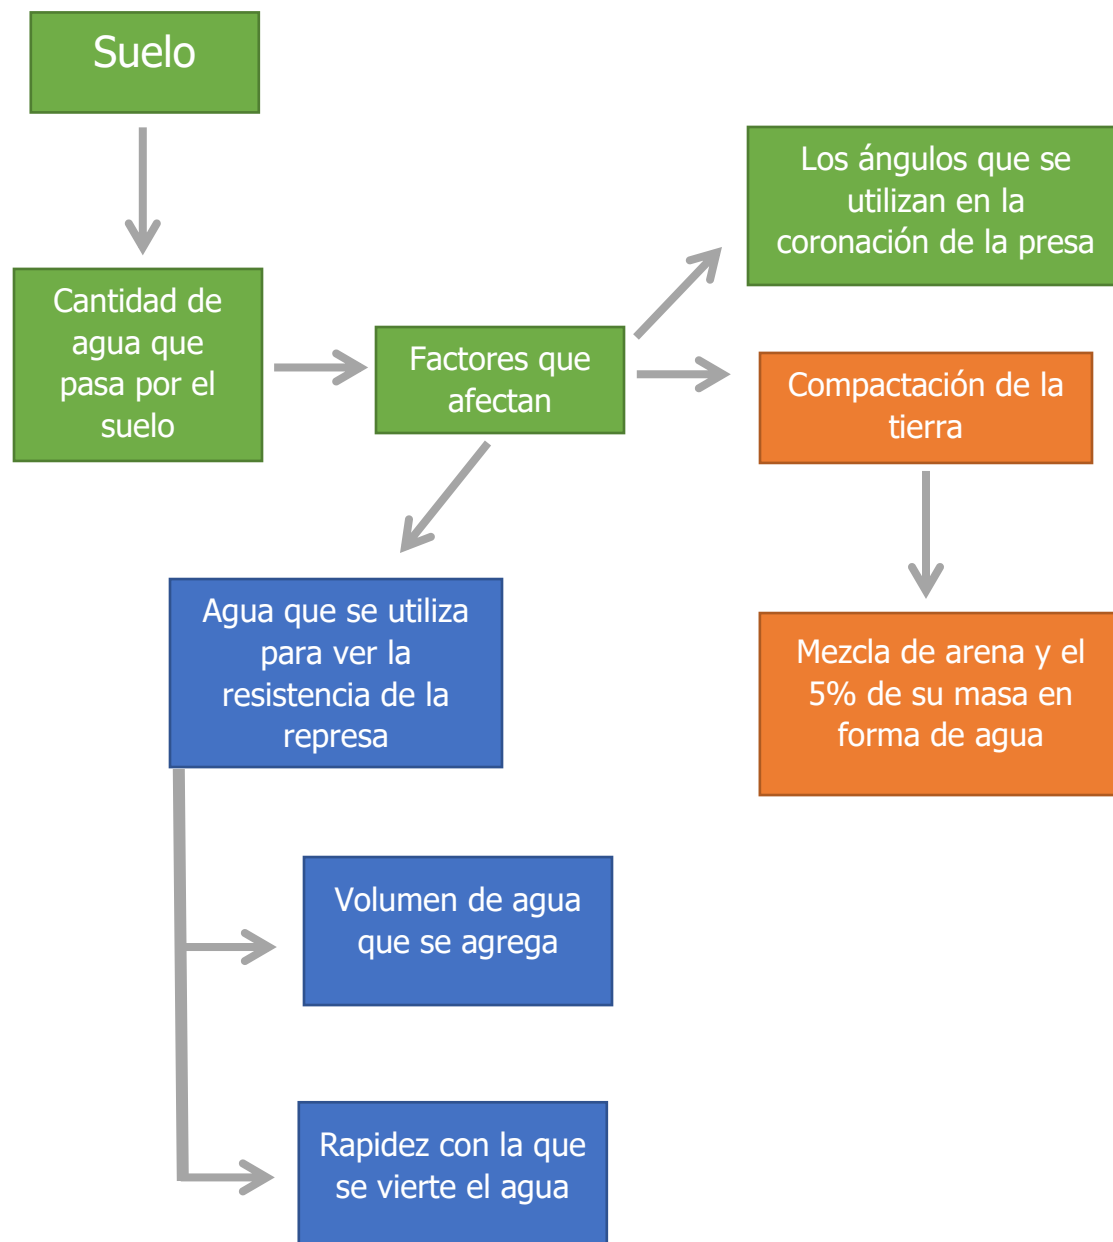 Suelo
Los ángulos que se
utilizan en la
coronación de la presa
Cantidad de
agua que
pasa por el
suelo
Factores que
afectan
Compactación de la
tierra
Agua que se utiliza
para ver la
resistencia de la
represa
Mezcla de arena y el
5% de su masa en
forma de agua
Volumen de agua
que se agrega
Rapidez con la que
se vierte el agua